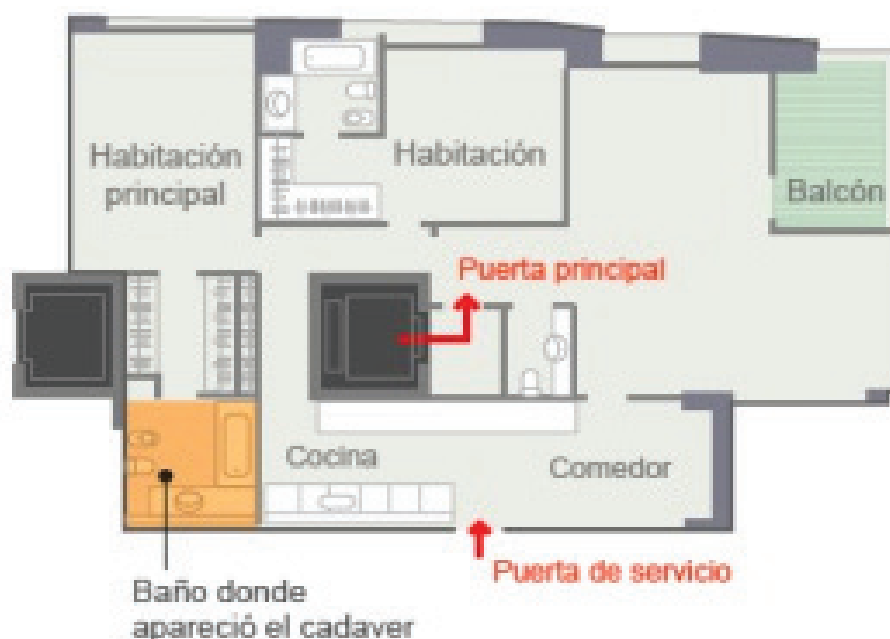 Habitación
principal
Habitación
Balcón
Puerta principal
Cocina
Comedor
Puerta de servicio
Baño donde
apareció el cadaver